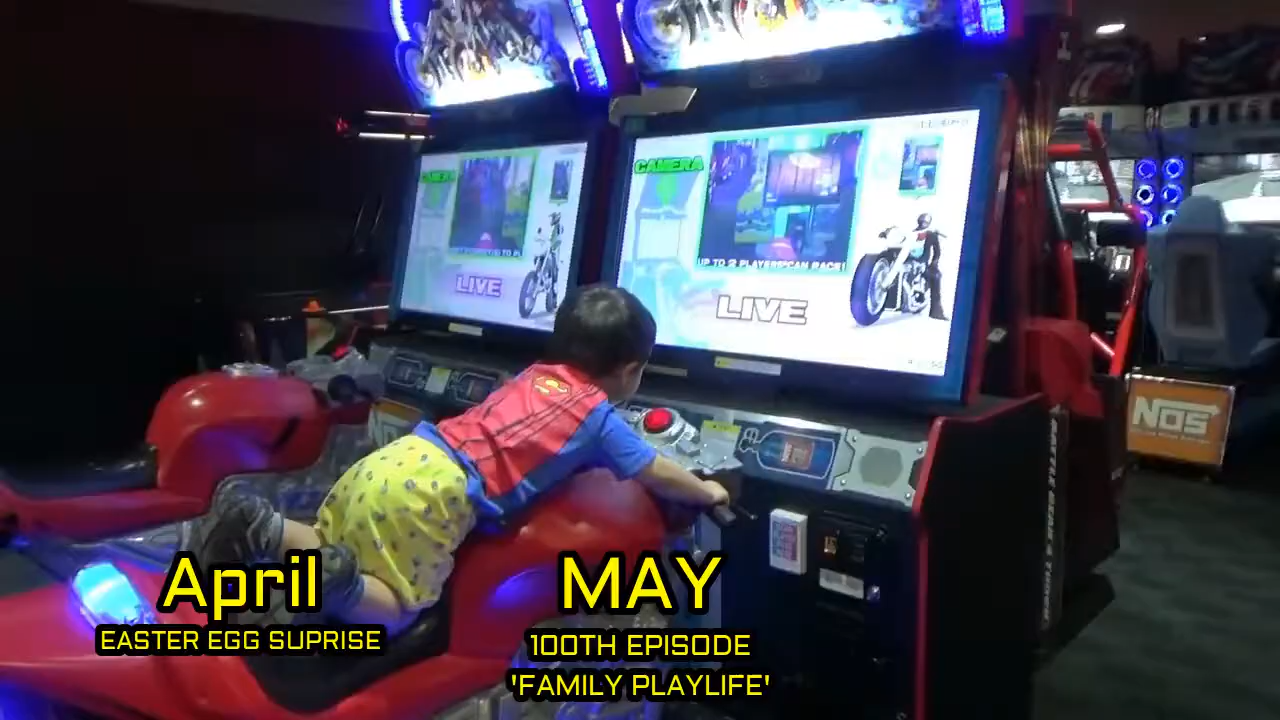 CAMERA
CAMERA
UP TO 2 PLAYERS CAN RACE!
LIVE
LIVE
NOS
April
EASTER EGG SUPRISE
MAY
100TH EPISODE
'FAMILY PLAYLIFE'